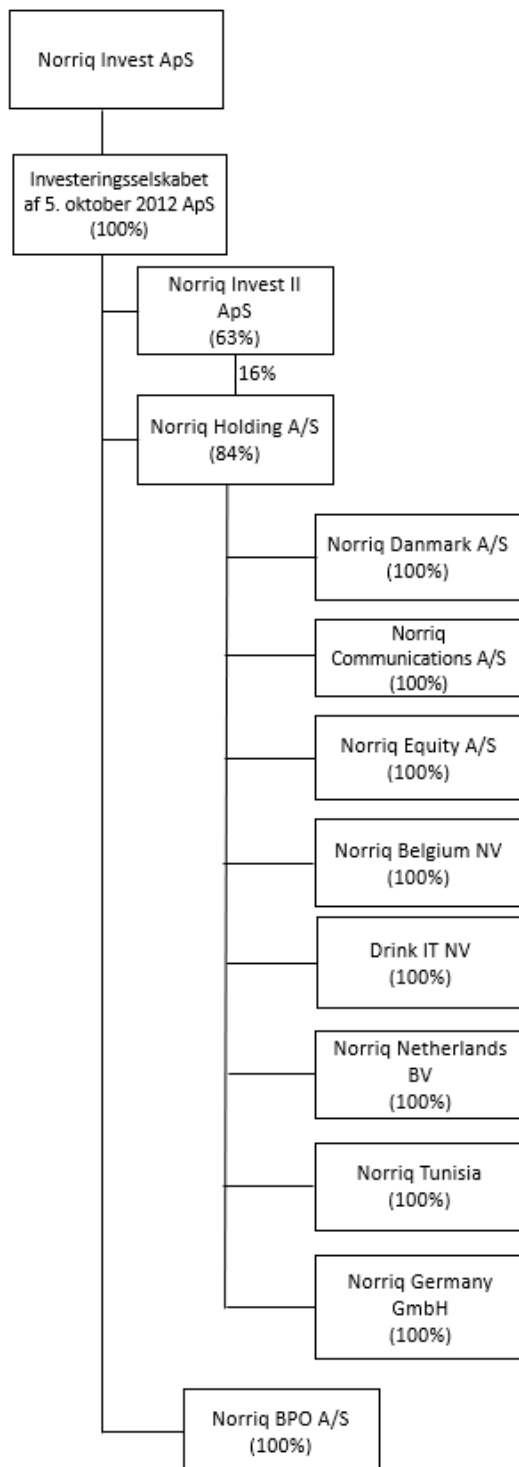 Norriq Invest ApS
Investeringsselskabet
af 5. oktober 2012 ApS
(100%)
Norriq Invest II
ApS
(63%)
16%
Norriq Holding A/S
(84%)
Norriq Danmark A/S
(100%)
Norriq
Communications A/S
(100%)
Norriq Equity A/S
(100%)
Norriq Belgium NV
(100%)
Drink IT NV
(100%)
Norriq Netherlands
BV
(100%)
Norriq Tunisia
(100%)
Norriq Germany
GmbH
(100%)
Norriq BPO A/S
(100%)